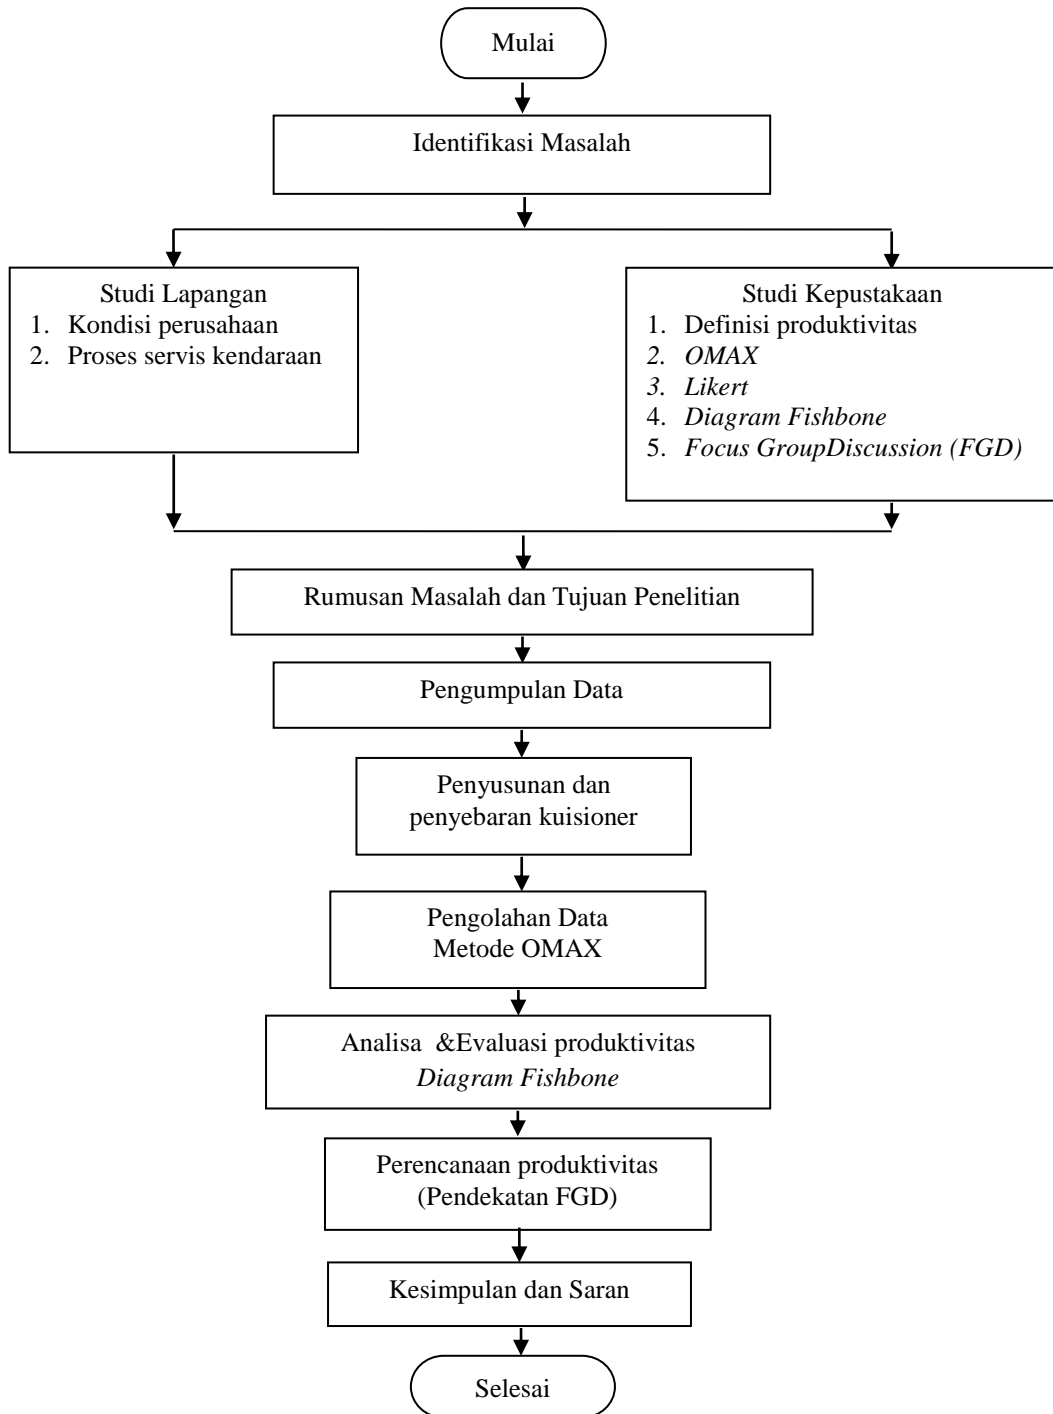 Mulai
Identifikasi Masalah
Studi Lapangan
1. Kondisi perusahaan
2. Proses servis kendaraan
Studi Kepustakaan
1. Definisi produktivitas
2. OMAX
3. Likert
4. Diagram Fishbone
5. Focus GroupDiscussion (FGD)
Rumusan Masalah dan Tujuan Penelitian
Pengumpulan Data
Penyusunan dan
penyebaran kuisioner
Pengolahan Data
Metode OMAX
Analisa &Evaluasi produktivitas
Diagram Fishbone
Perencanaan produktivitas
(Pendekatan FGD)
Kesimpulan dan Saran
Selesai